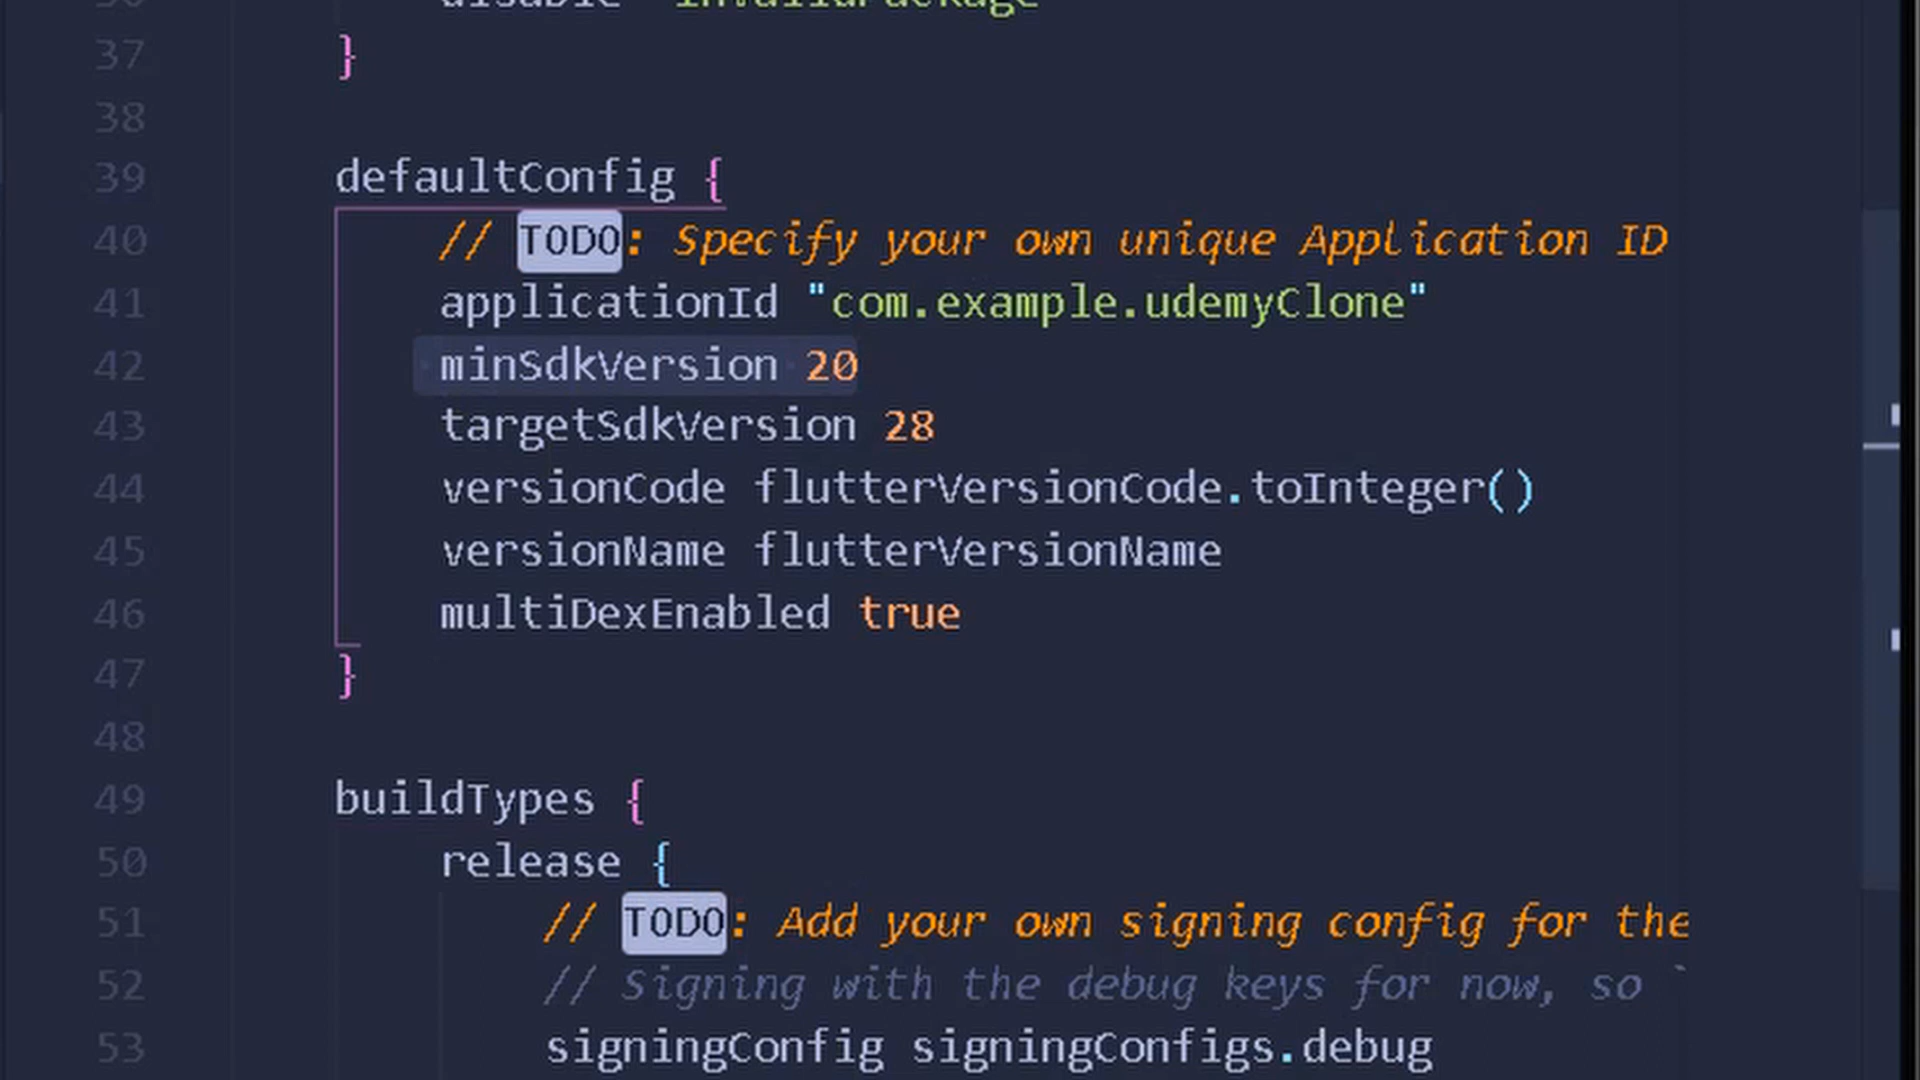 37 }
38
39 defaultConfig {
40 // TODO: Specify your own unique Application ID
41 applicationId "com.example.udemyClone"
42 minSdkVersion 20
43 targetSdkVersion 28
44 versionCode flutterVersionCode.toInteger()
45 versionName flutterVersionName
46 multiDexEnabled true
47 }
48
49 buildTypes {
50 release {
51 // TODO: Add your own signing config for the
52 // Signing with the debug keys for now, so `
53 signingConfig signingConfigs.debug